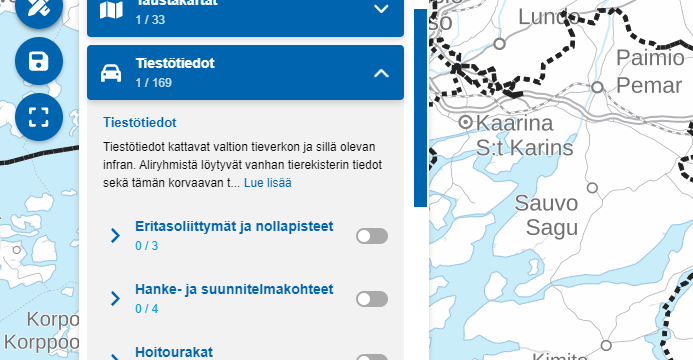 Taustakartat
1 / 33
Tiestötiedot
1 / 169
Tiestötiedot
Tiestötiedot kattavat valtion tieverkon ja sillä olevan
infran. Aliryhmistä löytyvät vanhan tierekisterin tiedot
sekä tämän korvaavan t... Lue lisää
Eritasoliittymät ja nollapisteet
0 / 3
Hanke- ja suunnitelmakohteet
0 / 4
Hoitourakat
Lundo
Paimio
Pemar
Kaarina
S:t Karins
Sauvo
Sagu
Kimito
Korpo
Korppoo